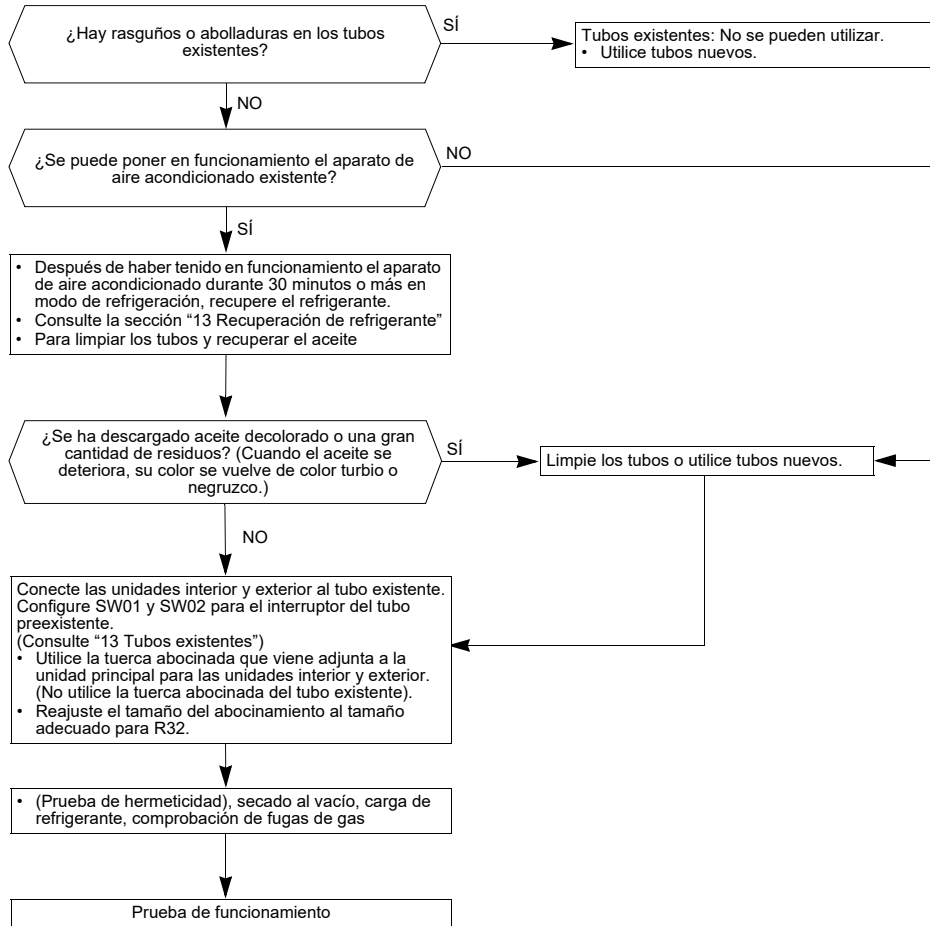 ¿Hay rasguños o abolladuras en los tubos
existentes?
SÍ
Tubos existentes: No se pueden utilizar.
• Utilice tubos nuevos.
NO
¿Se puede poner en funcionamiento el aparato de
aire acondicionado existente?
NO
SÍ
• Después de haber tenido en funcionamiento el aparato
de aire acondicionado durante 30 minutos o más en
modo de refrigeración, recupere el refrigerante.
• Consulte la sección “13 Recuperación de refrigerante”
• Para limpiar los tubos y recuperar el aceite
¿Se ha descargado aceite decolorado o una gran
cantidad de residuos? (Cuando el aceite se
deteriora, su color se vuelve de color turbio o
negruzco.)
SÍ
Limpie los tubos o utilice tubos nuevos.
NO
Conecte las unidades interior y exterior al tubo existente.
Configure SW01 y SW02 para el interruptor del tubo
preexistente.
(Consulte “13 Tubos existentes”)
• Utilice la tuerca abocinada que viene adjunta a la
unidad principal para las unidades interior y exterior.
(No utilice la tuerca abocinada del tubo existente).
• Reajuste el tamaño del abocinamiento al tamaño
adecuado para R32.
• (Prueba de hermeticidad), secado al vacío, carga de
refrigerante, comprobación de fugas de gas
Prueba de funcionamiento